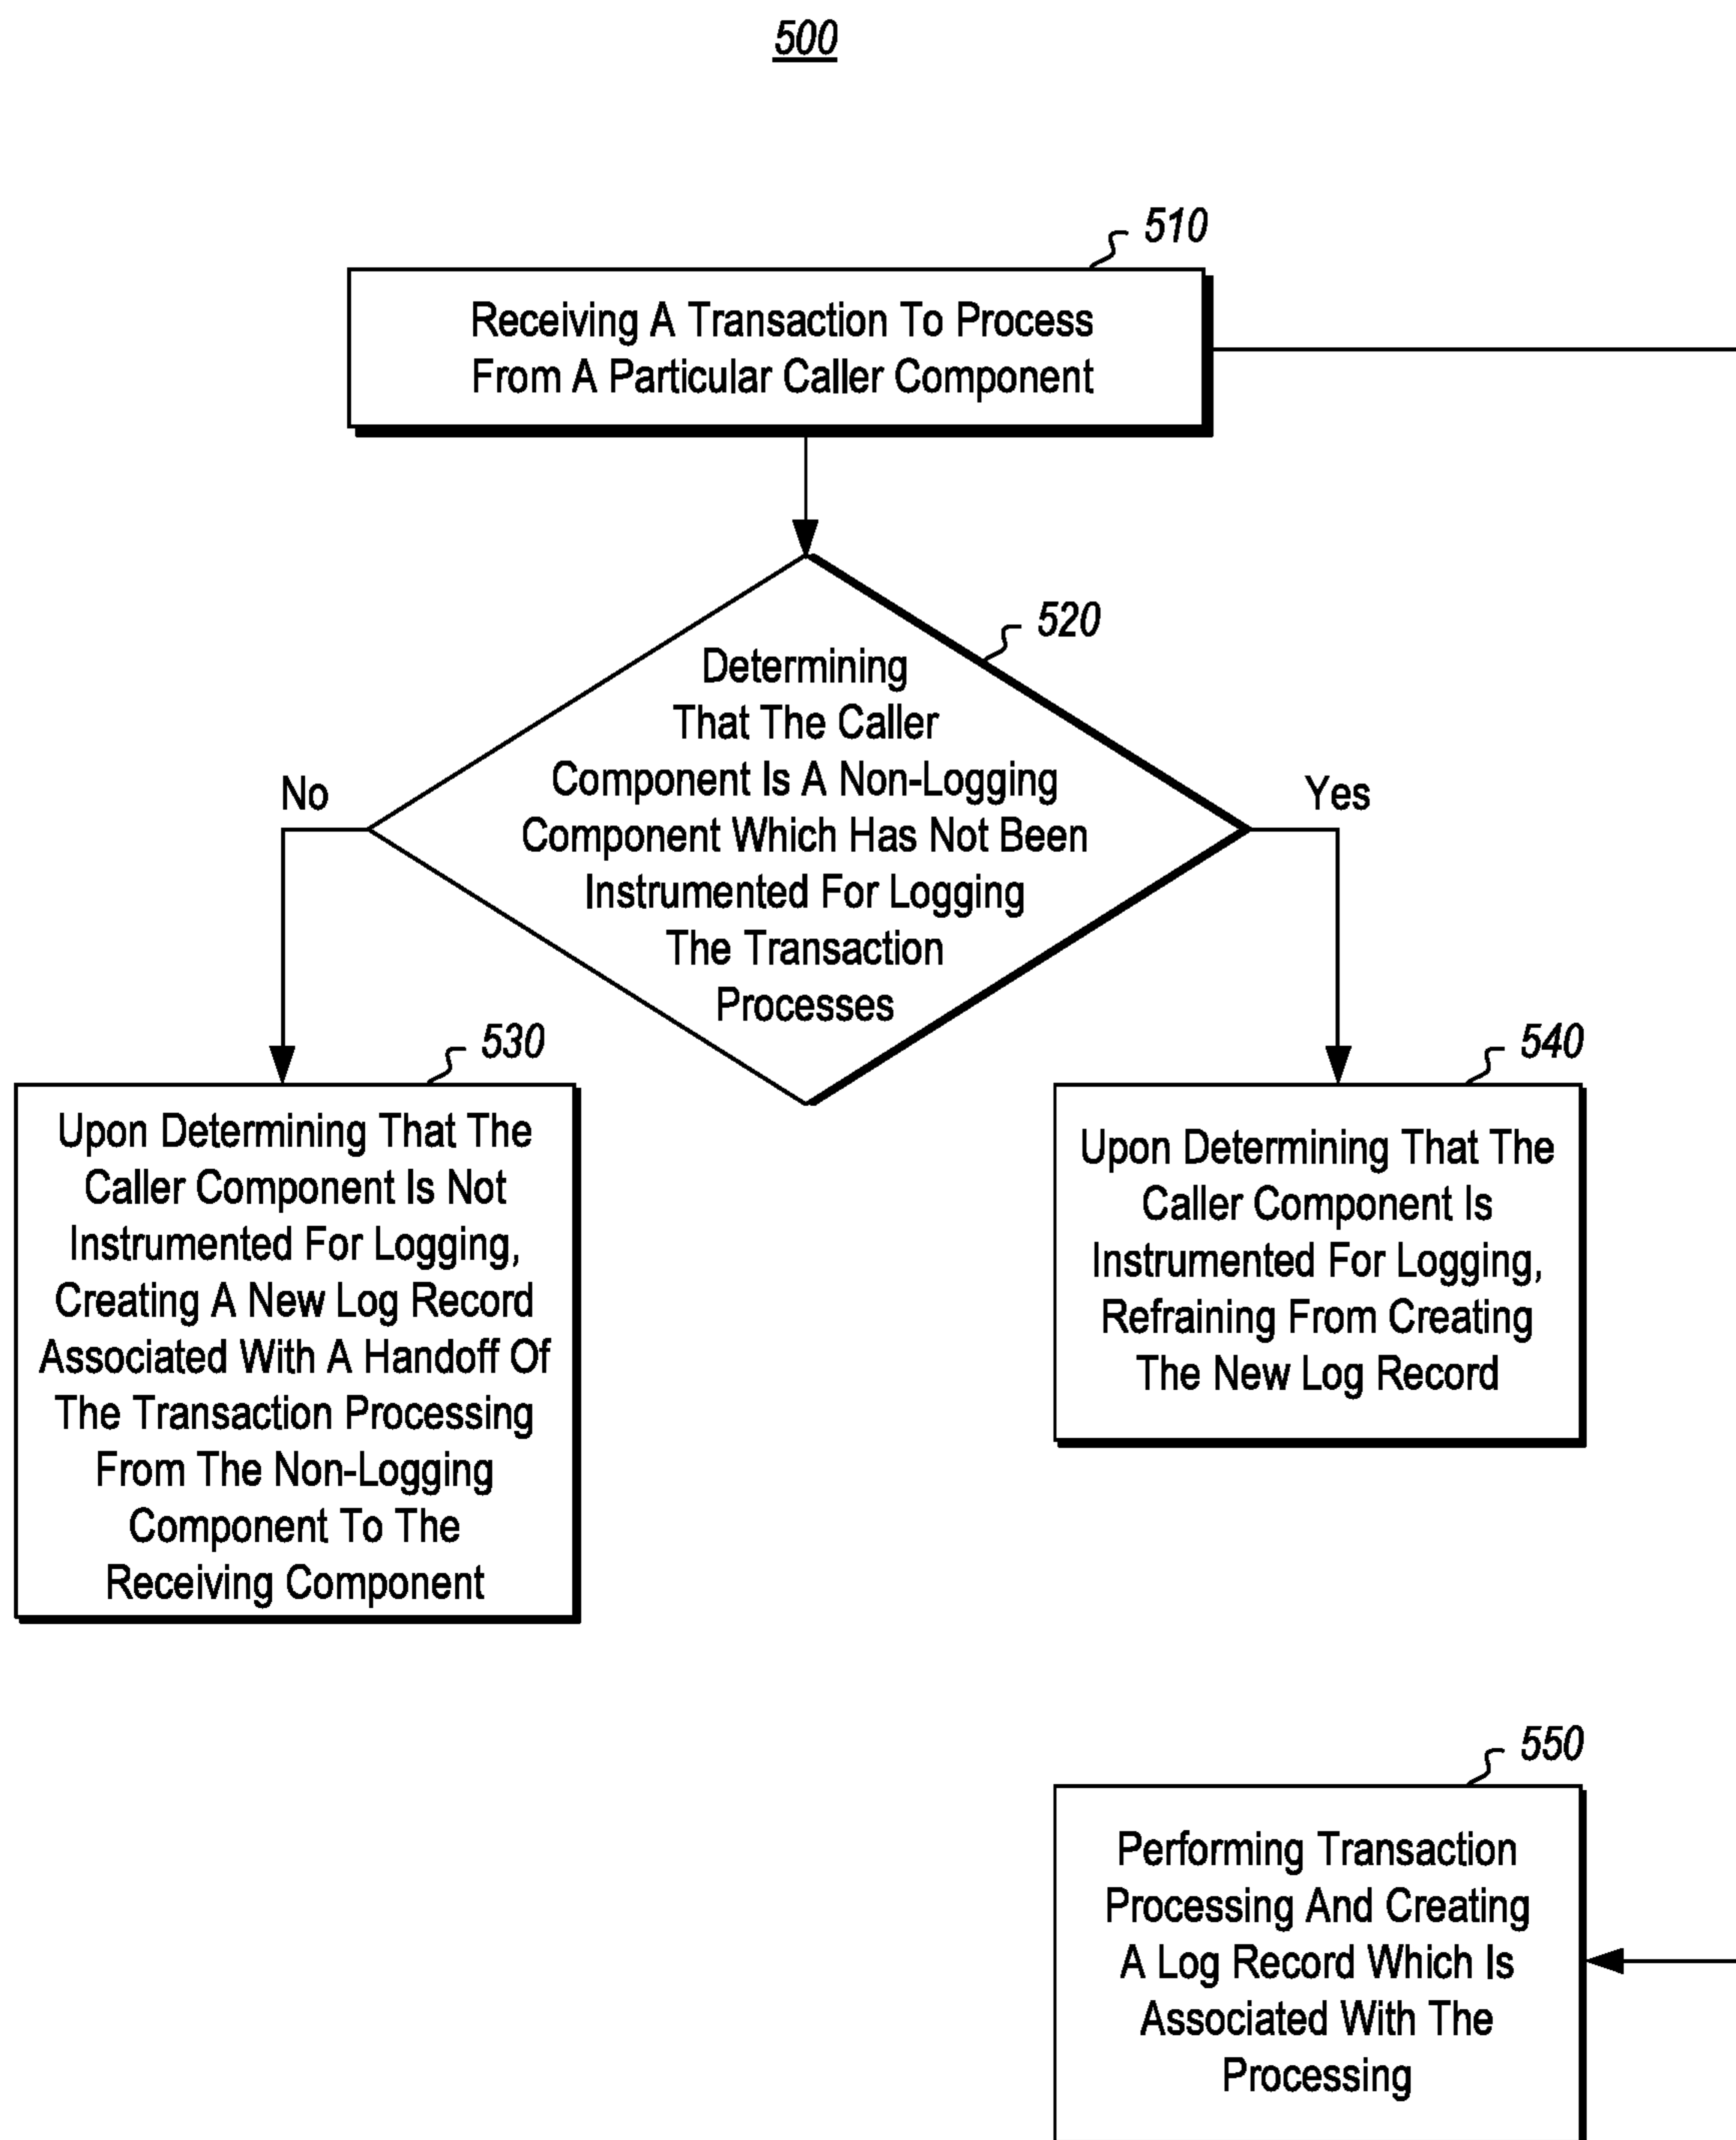 500
510
Receiving A Transaction To Process
From A Particular Caller Component
520
Determining
That The Caller
Component Is A Non-Logging
Component Which Has Not Been
Instrumented For Logging
The Transaction
Processes
No
Yes
530
Upon Determining That The
Caller Component Is Not
Instrumented For Logging,
Creating A New Log Record
Associated With A Handoff Of
The Transaction Processing
From The Non-Logging
Component To The
Receiving Component
540
Upon Determining That The
Caller Component Is
Instrumented For Logging,
Refraining From Creating
The New Log Record
550
Performing Transaction
Processing And Creating
A Log Record Which Is
Associated With The
Processing